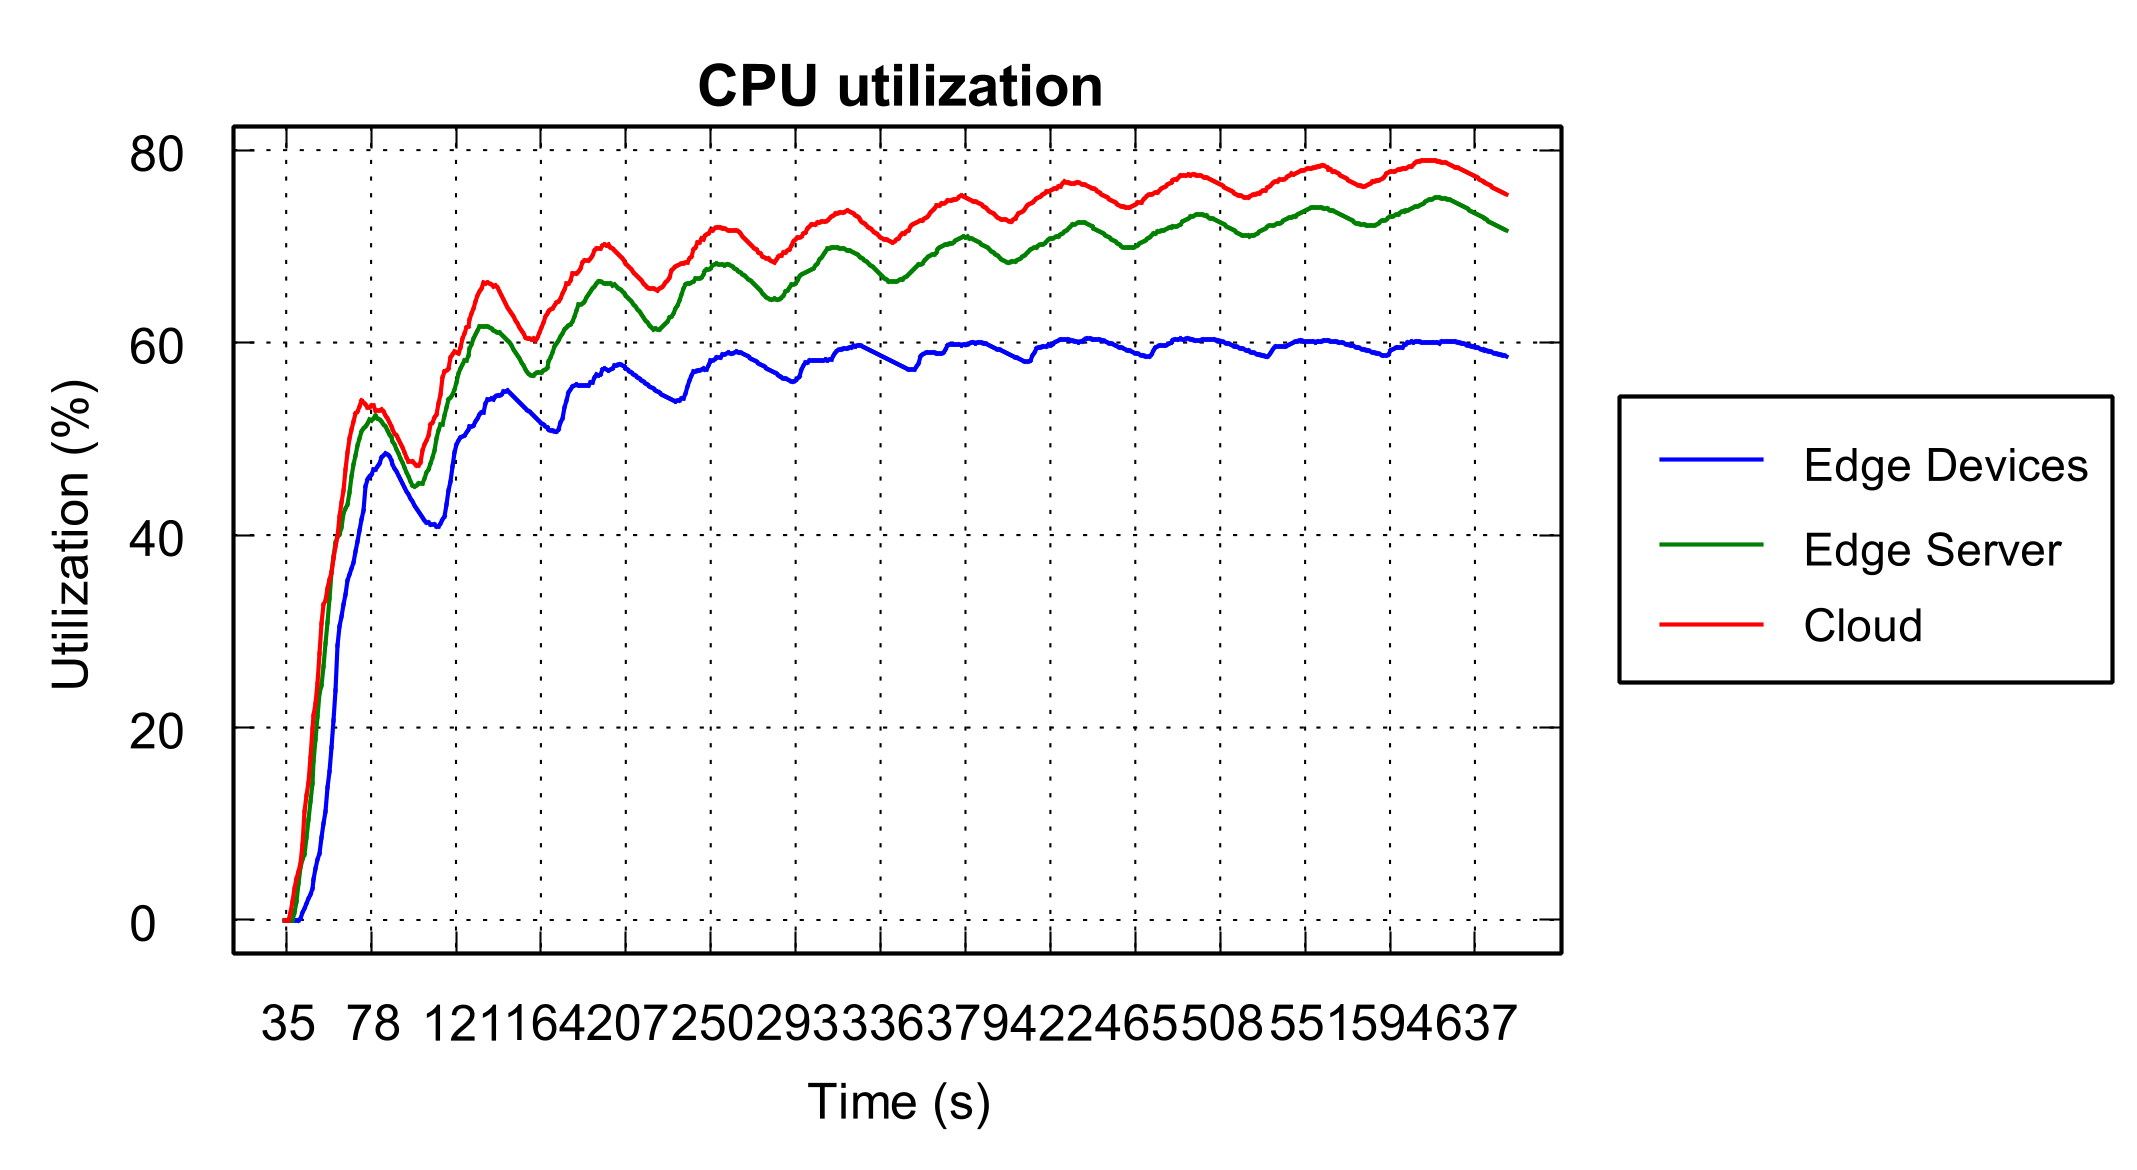 CPU utilization
80
60
40
20
0
Utilization (%)
35 78 121164207250293336379422465508551594637
Time (s)
Edge Devices
Edge Server
Cloud